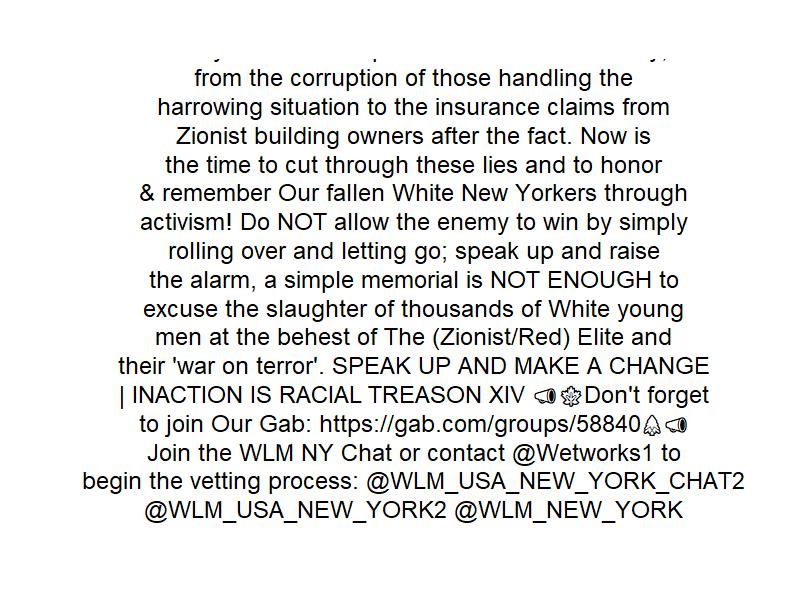 from the corruption of those handling the
harrowing situation to the insurance claims from
Zionist building owners after the fact. Now is
the time to cut through these lies and to honor
& remember Our fallen White New Yorkers through
activism! Do NOT allow the enemy to win by simply
rolling over and letting go; speak up and raise
the alarm, a simple memorial is NOT ENOUGH to
excuse the slaughter of thousands of White young
men at the behest of The (Zionist/Red) Elite and
their 'war on terror'. SPEAK UP AND MAKE A CHANGE
| INACTION IS RACIAL TREASON XIV 📣🍁Don't forget
to join Our Gab: https://gab.com/groups/58840🌲📣
Join the WLM NY Chat or contact @Wetworks1 to
begin the vetting process: @WLM_USA_NEW_YORK_CHAT2
@WLM_USA_NEW_YORK2 @WLM_NEW_YORK